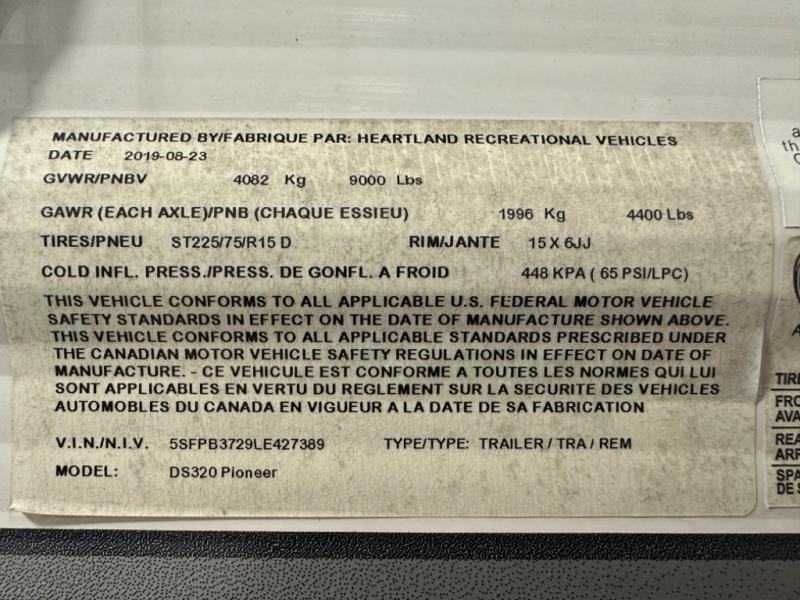 MANUFACTURED BY/FABRIQUE PAR: HEARTLAND RECREATIONAL VEHICLES
DATE 2019-08-23
GVWR/PNBV 4082 Kg 9000 Lbs
GAWR (EACH AXLE)/PNB (CHAQUE ESSIEU) 1996 Kg 4400 Lbs
TIRES/PNEU ST225/75/R15 D RIM/JANTE 15 X 6JJ
COLD INFL. PRESS./PRESS. DE GONFL. A FROID 448 KPA ( 65 PSI/LPC)
THIS VEHICLE CONFORMS TO ALL APPLICABLE U.S. FEDERAL MOTOR VEHICLE
SAFETY STANDARDS IN EFFECT ON THE DATE OF MANUFACTURE SHOWN ABOVE.
THIS VEHICLE CONFORMS TO ALL APPLICABLE STANDARDS PRESCRIBED UNDER
THE CANADIAN MOTOR VEHICLE SAFETY REGULATIONS IN EFFECT ON DATE OF
MANUFACTURE. - CE VEHICULE EST CONFORME A TOUTES LES NORMES QUI LUI
SONT APPLICABLES EN VERTU DU REGLEMENT SUR LA SECURITE DES VEHICLES
AUTOMOBILES DU CANADA EN VIGUEUR A LA DATE DE SA FABRICATION
V.I.N./N.I.V. 5SFPB3729LE427389 TYPE/TYPE: TRAILER / TRA / REM
MODEL: DS320 Pioneer